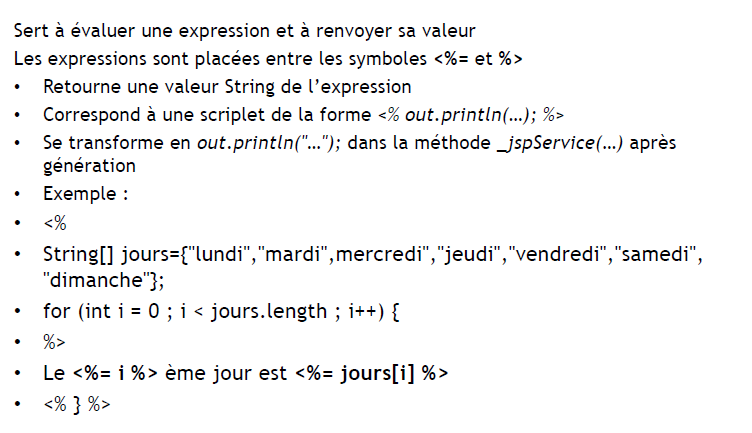 Sert à évaluer une expression et à renvoyer sa valeur
Les expressions sont placées entre les symboles <%= et %>
• Retourne une valeur String de l’expression
• Correspond à une scriplet de la forme <% out.println(…); %>
• Se transforme en out.println("…"); dans la méthode _jspService(…) après
génération
• Exemple :
• <%
• String[] jours={"lundi","mardi",mercredi","jeudi","vendredi","samedi",
"dimanche"};
• for (int i = 0 ; i < jours.length ; i++) {
• %>
• Le <%= i %> ème jour est <%= jours[i] %>
• <% } %>